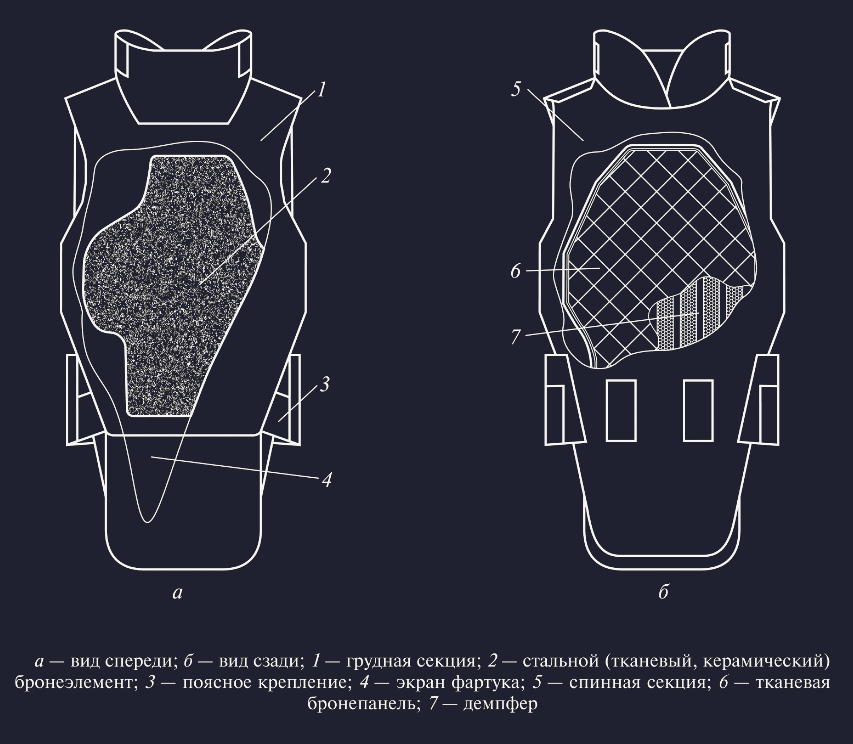 1
5
2
6
7
3
4
а
б
а — вид спереди; б — вид сзади; 1 — грудная секция; 2 — стальной (тканевый, керамический)
бронеэлемент; 3 — поясное крепление; 4 — экран фартука; 5 — спинная секция; 6 — тканевая
бронепанель; 7 — демпфер